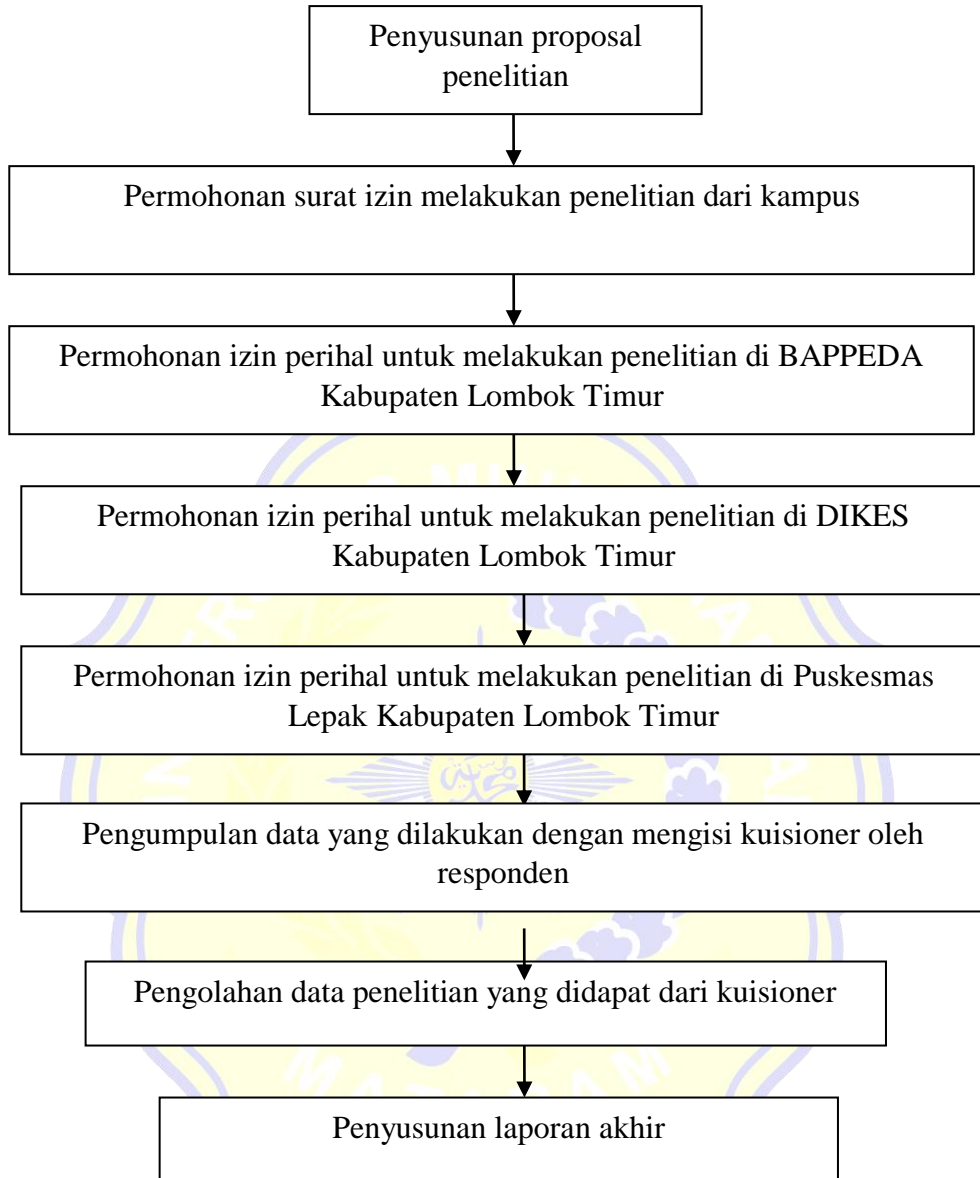 Penyusunan proposal
penelitian
Permohonan surat izin melakukan penelitian dari kampus
Permohonan izin perihal untuk melakukan penelitian di BAPPEDA
Kabupaten Lombok Timur
Permohonan izin perihal untuk melakukan penelitian di DIKES
Kabupaten Lombok Timur
Permohonan izin perihal untuk melakukan penelitian di Puskesmas
Lepak Kabupaten Lombok Timur
Pengumpulan data yang dilakukan dengan mengisi kuisioner oleh
responden
Pengolahan data penelitian yang didapat dari kuisioner
MATARAM
Penyusunan laporan akhir